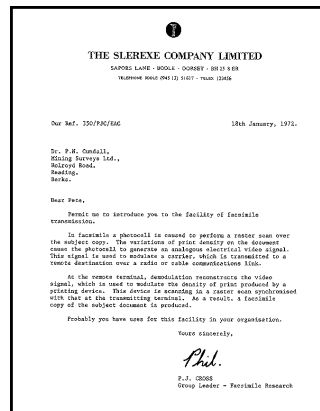 THE SLEREXE COMPANY LIMITED
SAPORS LANE · BOOLE · DORSET · BH 25 8 ER
TELEPHONE BOOLE (945 13) 51617 · TELEX 123456
Our Ref. 350/PJC/EAC 18th January, 1972.
Dr. P.N. Cundall,
Mining Surveys Ltd.,
Holroyd Road,
Reading,
Berks.
Dear Pete,
Permit me to introduce you to the facility of facsimile
transmission.
In facsimile a photocell is caused to perform a raster scan over
the subject copy. The variations of print density on the document
cause the photocell to generate an analogous electrical video signal.
This signal is used to modulate a carrier, which is transmitted to a
remote destination over a radio or cable communications link.
At the remote terminal, demodulation reconstructs the video
signal, which is used to modulate the density of print produced by a
printing device. This device is scanning in a raster scan synchronised
with that at the transmitting terminal. As a result, a facsimile
copy of the subject document is produced.
Probably you have uses for this facility in your organisation.
Yours sincerely,
Phil.
P.J. CROSS
Group Leader - Facsimile Research